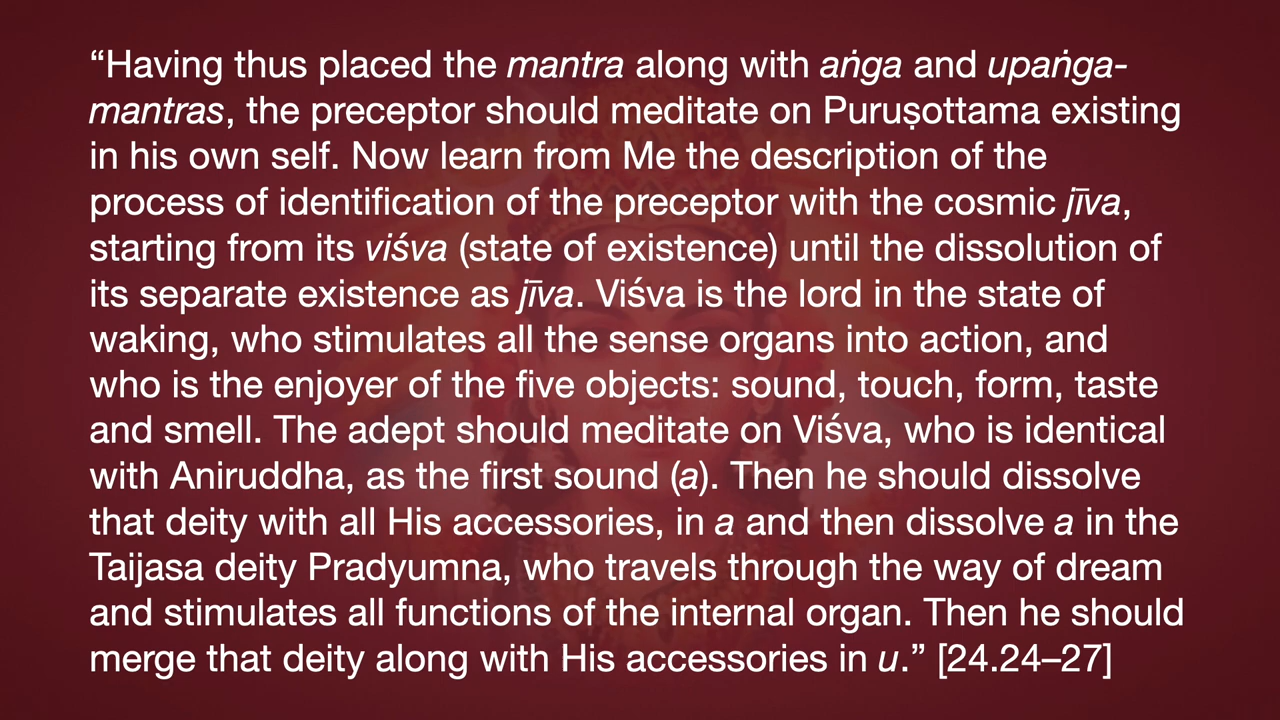 “Having thus placed the mantra along with aṅga and upaṅga-
mantras, the preceptor should meditate on Puruṣottama existing
in his own self. Now learn from Me the description of the
process of identification of the preceptor with the cosmic jīva,
starting from its viśva (state of existence) until the dissolution of
its separate existence as jīva. Viśva is the lord in the state of
waking, who stimulates all the sense organs into action, and
who is the enjoyer of the five objects: sound, touch, form, taste
and smell. The adept should meditate on Viśva, who is identical
with Aniruddha, as the first sound (a). Then he should dissolve
that deity with all His accessories, in a and then dissolve a in the
Taijasa deity Pradyumna, who travels through the way of dream
and stimulates all functions of the internal organ. Then he should
merge that deity along with His accessories in u.” [24.24–27]